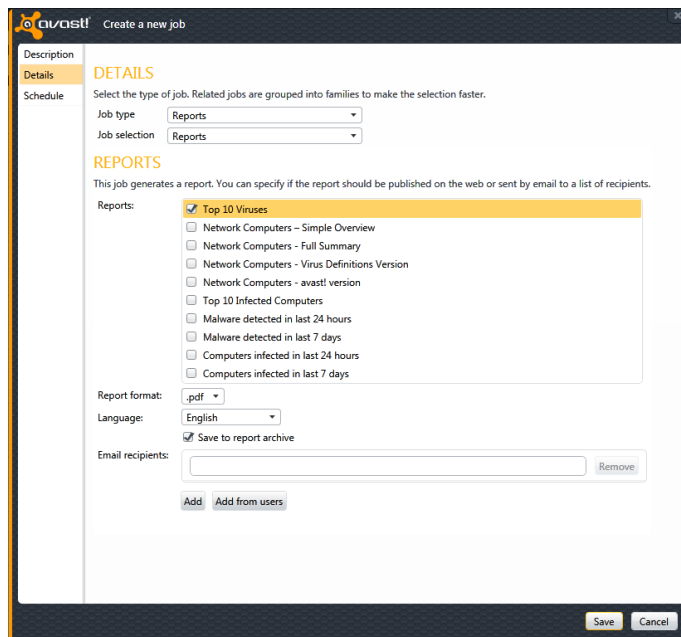 avast! Create a new job
Description
Details
Schedule
DETAILS
Select the type of job. Related jobs are grouped into families to make the selection faster.
Job type Reports
Job selection Reports
REPORTS
This job generates a report. You can specify if the report should be published on the web or sent by email to a list of recipients.
Reports: Top 10 Viruses
Network Computers – Simple Overview
Network Computers - Full Summary
Network Computers - Virus Definitions Version
Network Computers - avast! version
Top 10 Infected Computers
Malware detected in last 24 hours
Malware detected in last 7 days
Computers infected in last 24 hours
Computers infected in last 7 days
Report format: .pdf
Language: English
Save to report archive
Email recipients: Remove
Add Add from users
Save Cancel